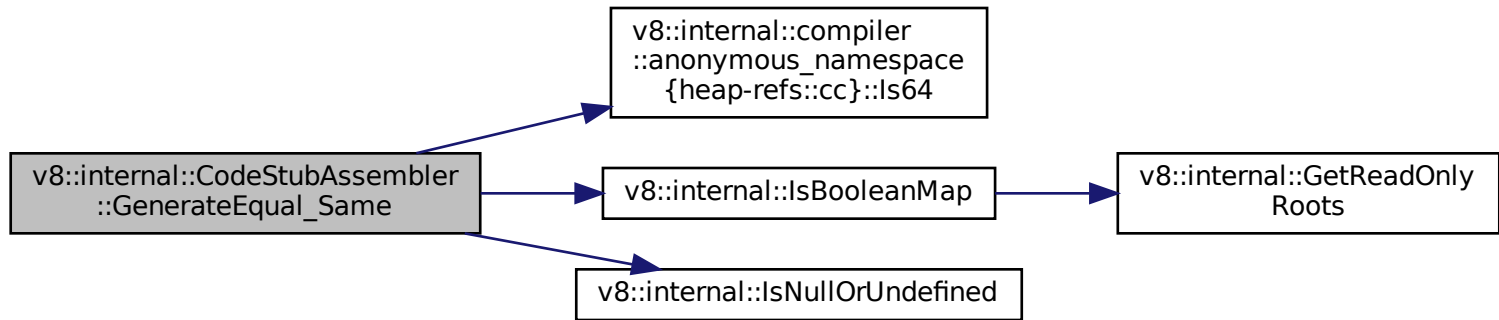 v8::internal::compiler
::anonymous_namespace
{heap-refs::cc}::Is64
v8::internal::CodeStubAssembler
::GenerateEqual_Same
v8::internal::IsBooleanMap
v8::internal::GetReadOnly
Roots
v8::internal::IsNullOrUndefined